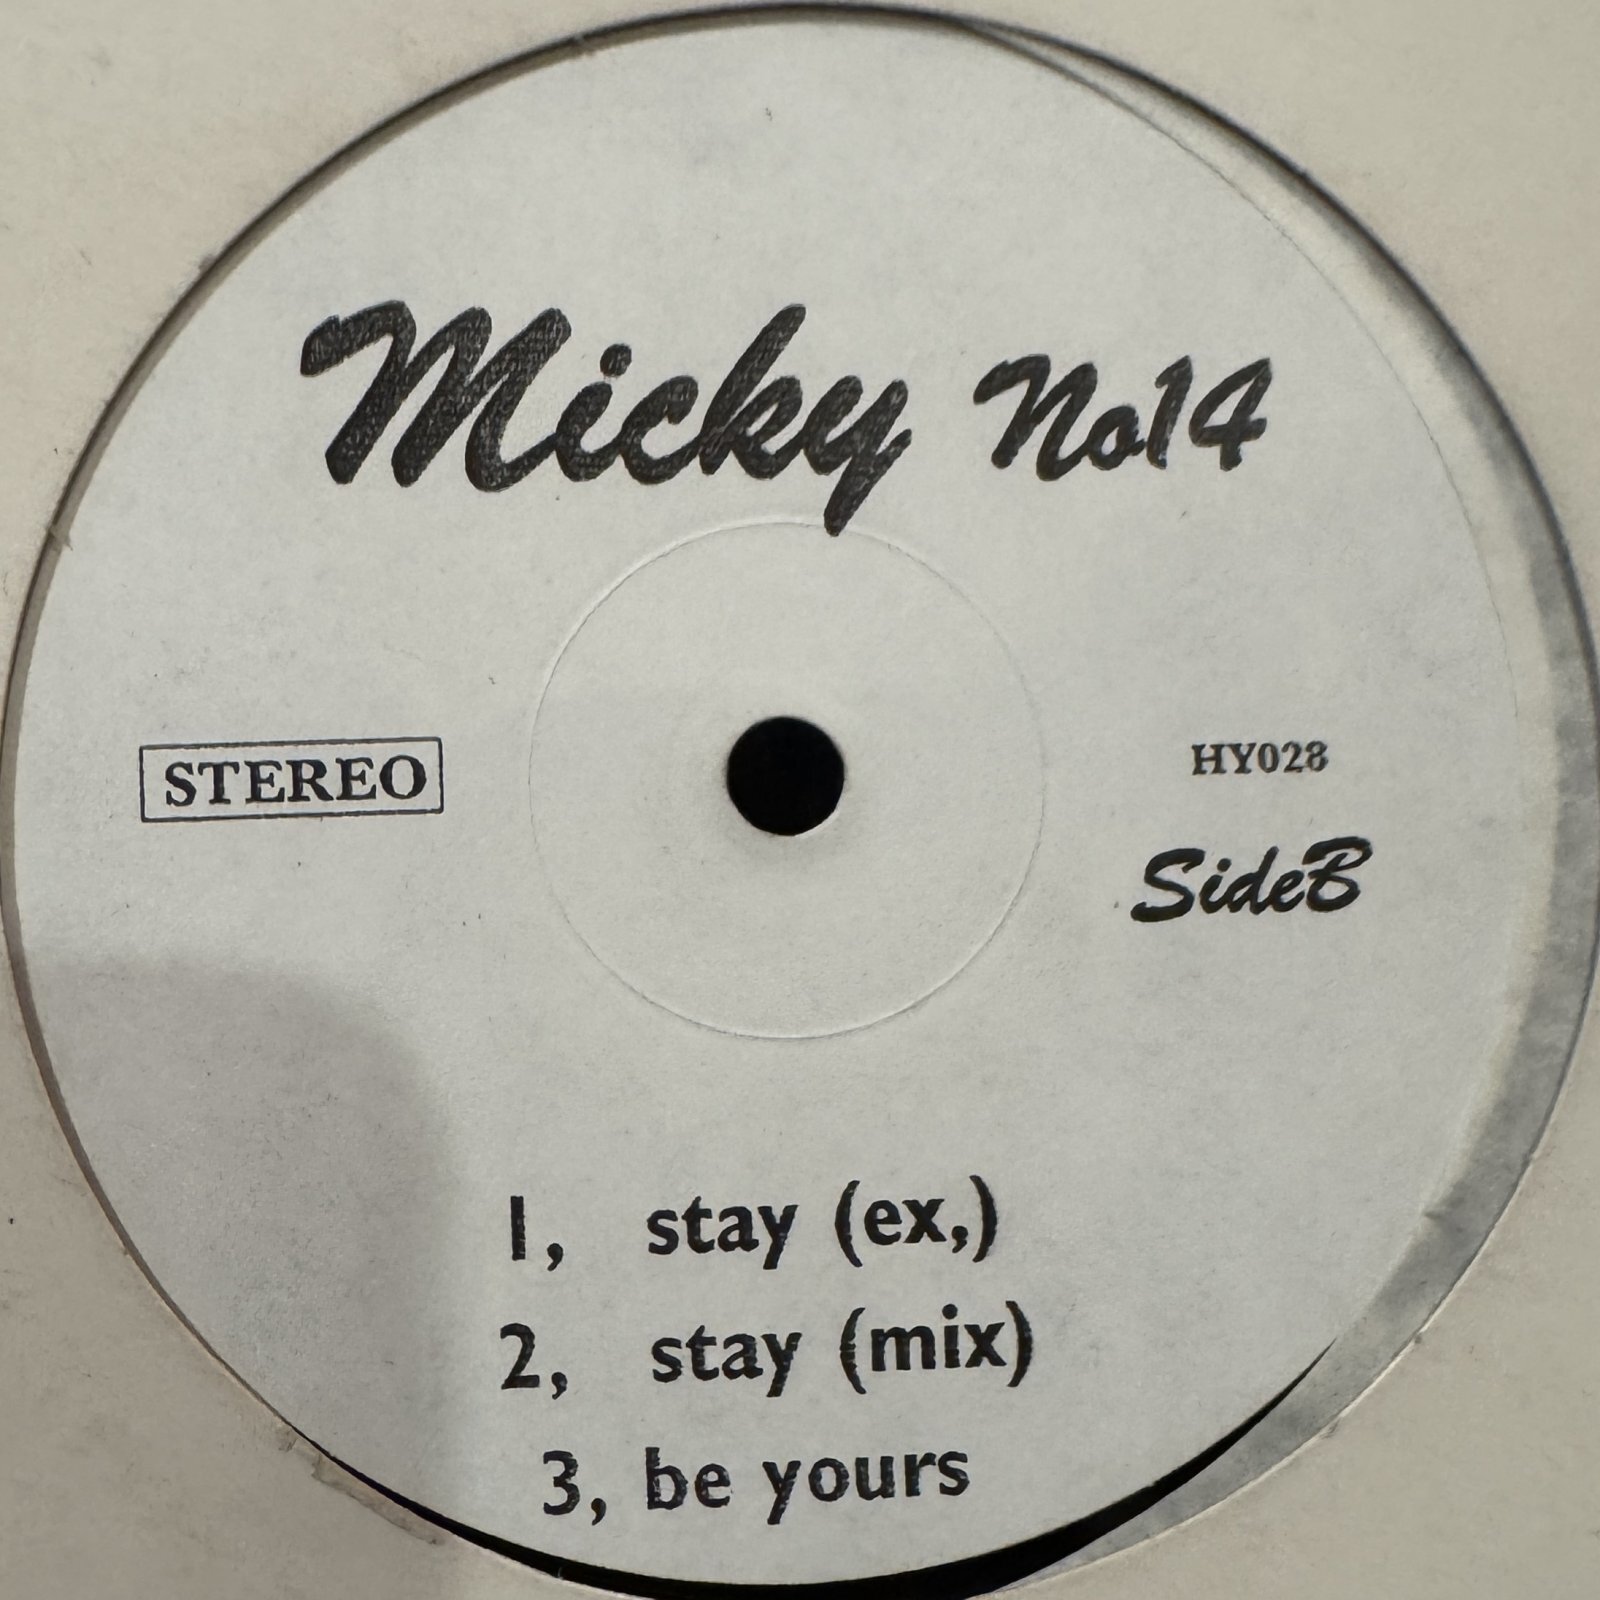 Micky No14
STEREO
HY028
SideB
1, stay (ex,)
2, stay (mix)
3, be yours